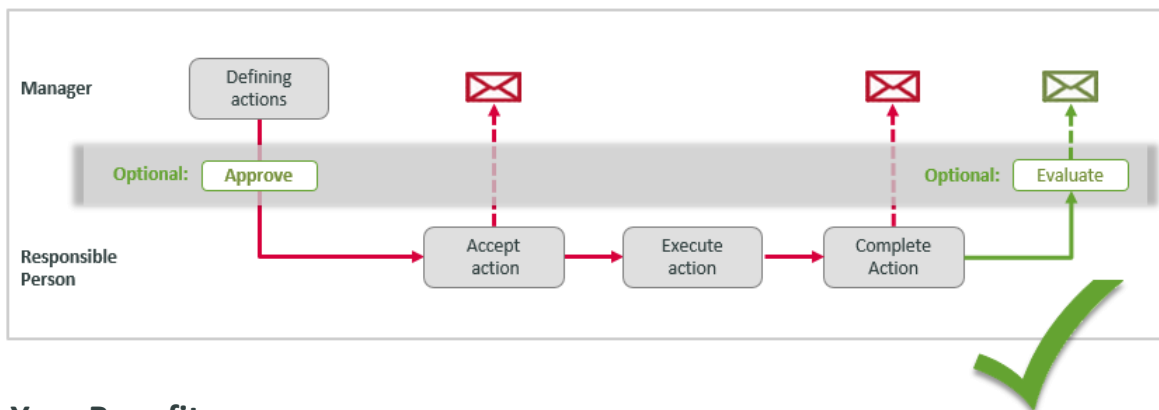 Manager
Defining
actions
Optional:
Approve
Optional:
Evaluate
Responsible
Person
Accept
action
Execute
action
Complete
Action